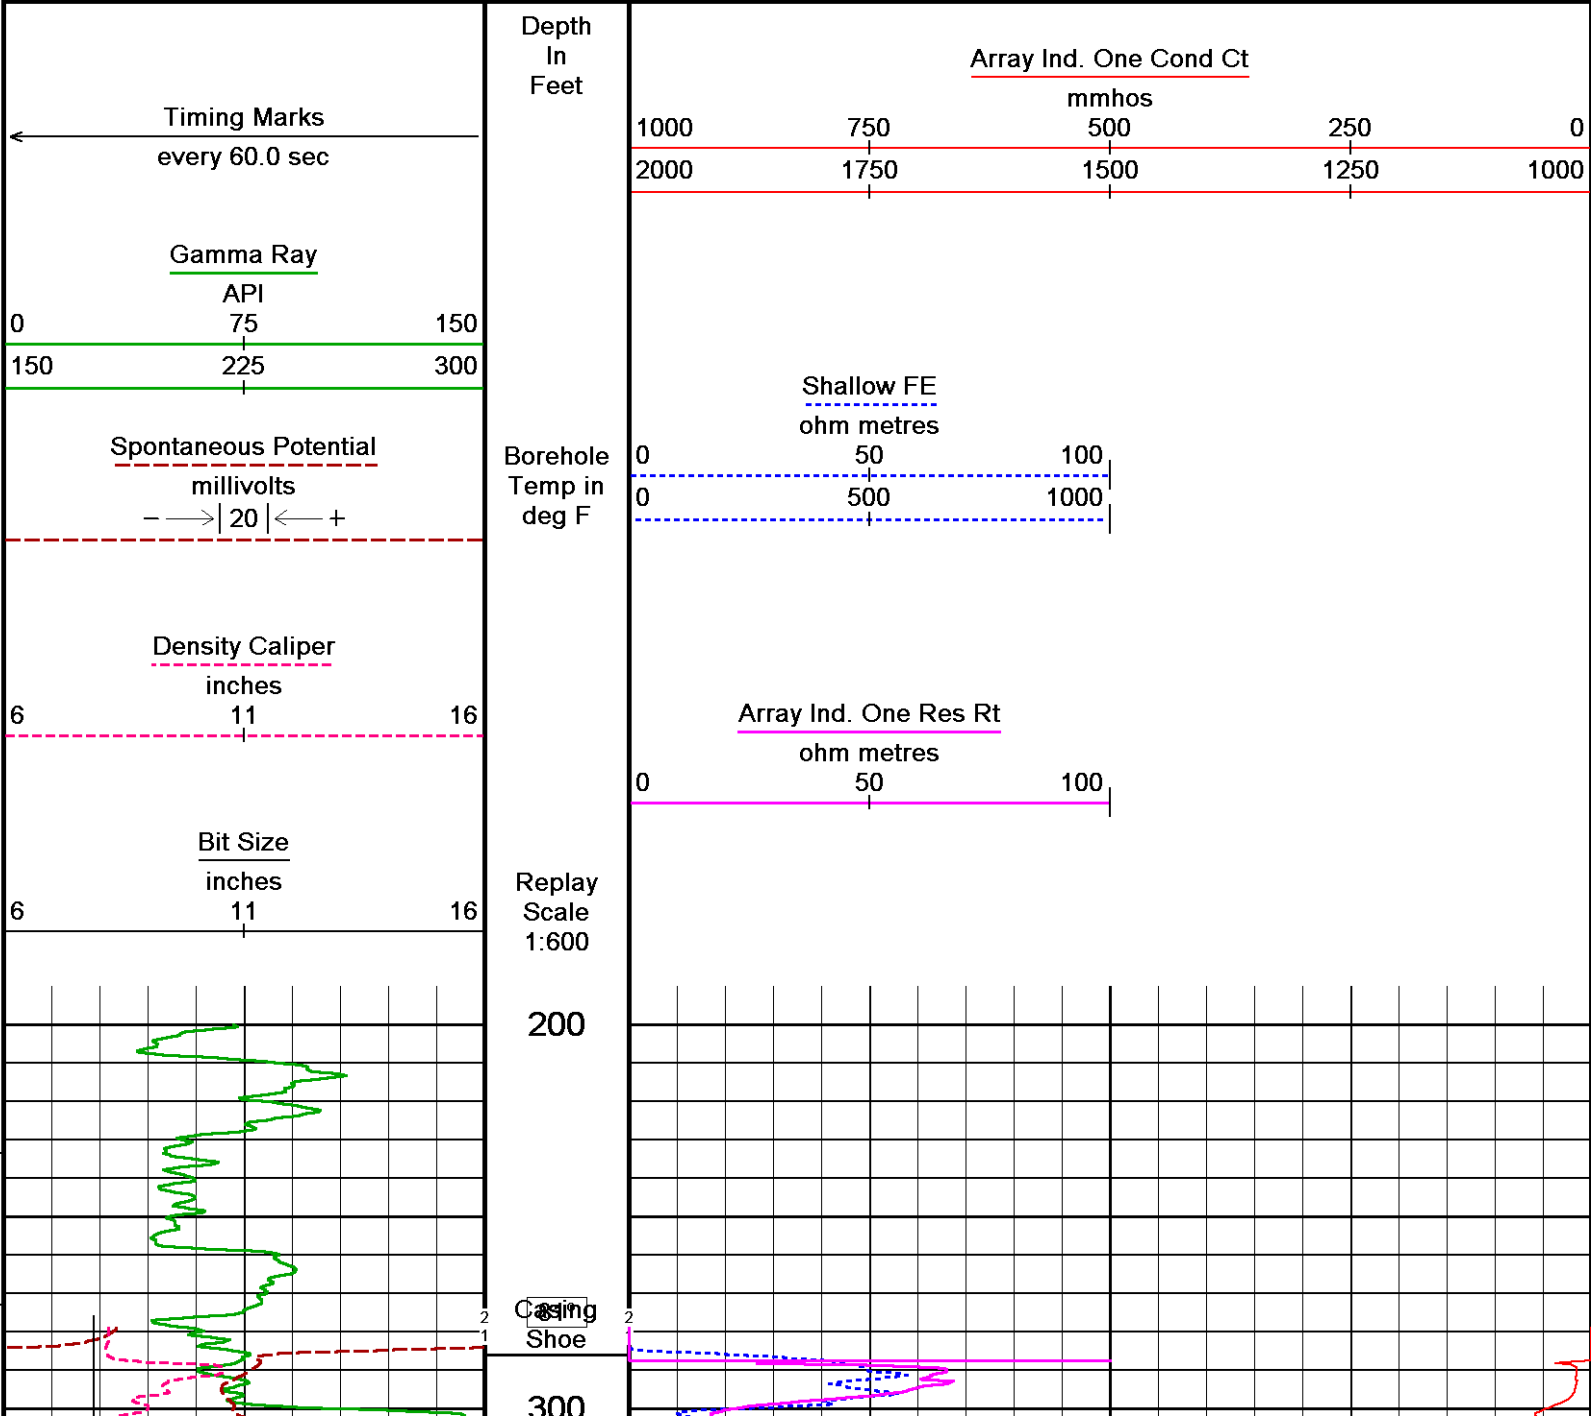 Timing Marks
every 60.0 sec
Gamma Ray
API
0 75 150
150 225 300
Spontaneous Potential
millivolts
− 20 +
Density Caliper
inches
6 11 16
Bit Size
inches
6 11 16
Depth
In
Feet
Borehole
Temp in
deg F
Replay
Scale
1:600
200
2 Casing 2
81°
1 Shoe
300
Array Ind. One Cond Ct
mmhos
1000 750 500 250 0
2000 1750 1500 1250 1000
Shallow FE
ohm metres
0 50 100
0 500 1000
Array Ind. One Res Rt
ohm metres
0 50 100